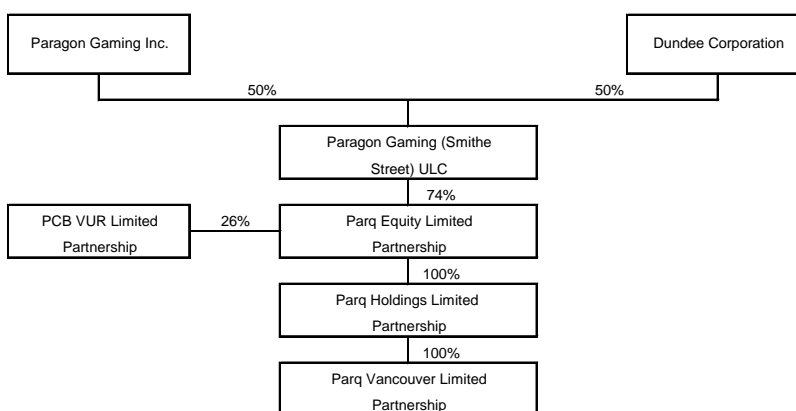 Paragon Gaming Inc.
Dundee Corporation
50%
50%
Paragon Gaming (Smithe
Street) ULC
74%
PCB VUR Limited
Partnership
26%
Parq Equity Limited
Partnership
100%
Parq Holdings Limited
Partnership
100%
Parq Vancouver Limited
Partnership